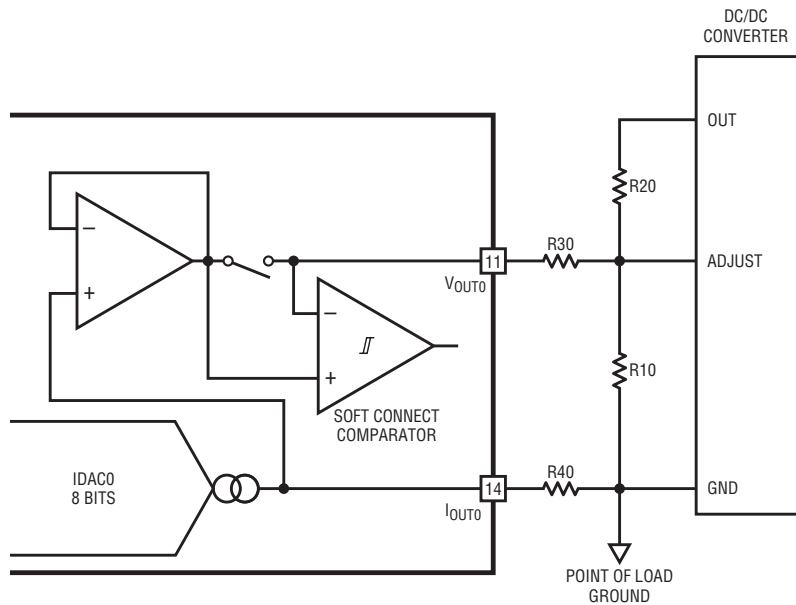 DC/DC
CONVERTER
OUT
R20
−
+
11
R30
ADJUST
VOUT0
−
+
R10
SOFT CONNECT
COMPARATOR
IDAC0
8 BITS
14
R40
GND
IOUT0
POINT OF LOAD
GROUND